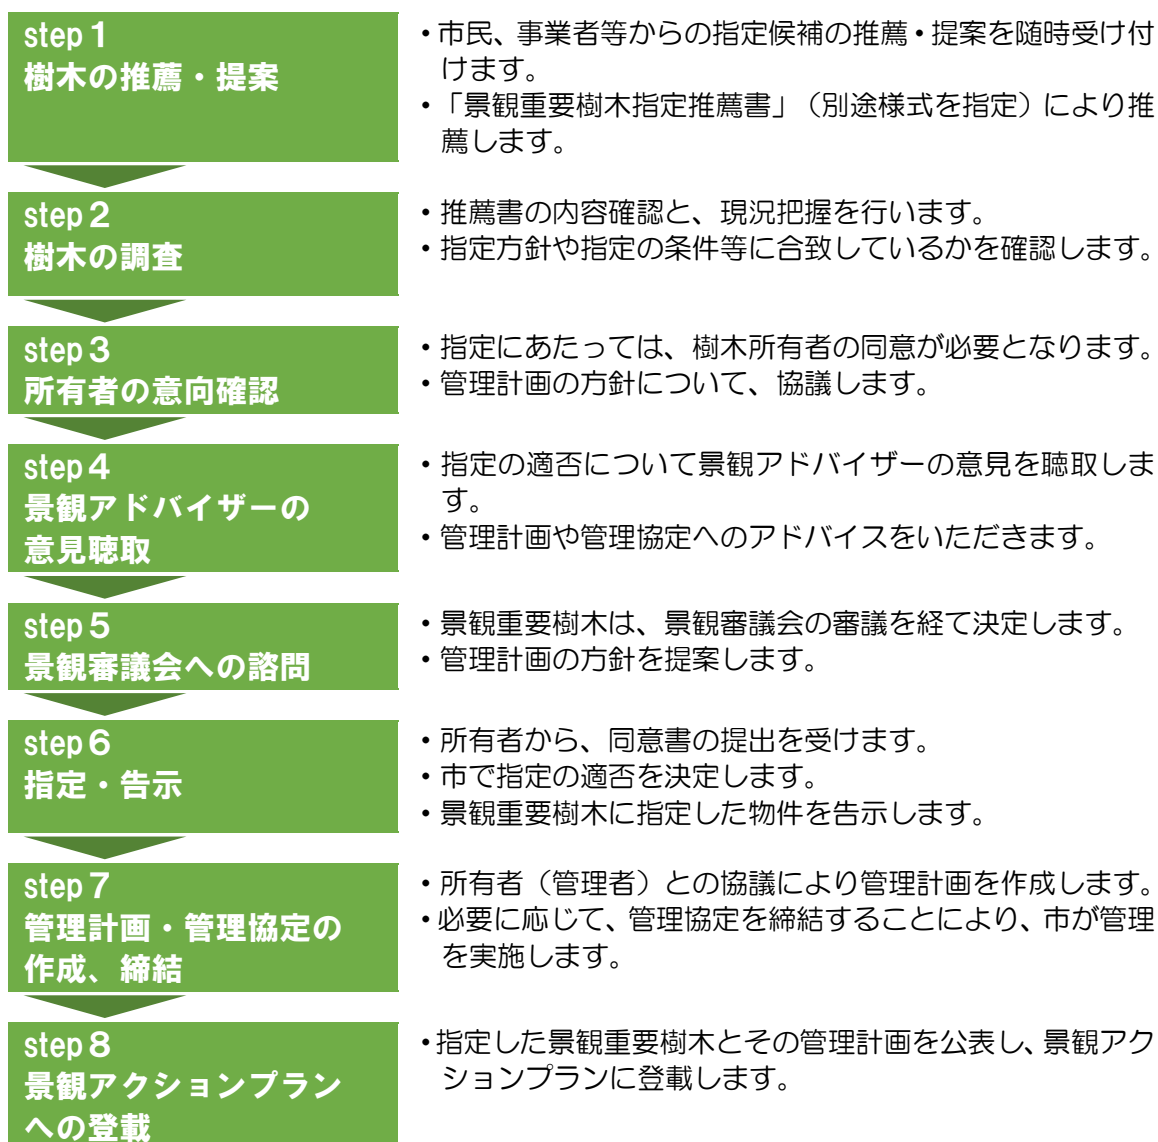 step１
樹木の推薦・提案
・市民、事業者等からの指定候補の推薦・提案を随時受け付
けます。
・「景観重要樹木指定推薦書」（別途様式を指定）により推
薦します。
step２
樹木の調査
・推薦書の内容確認と、現況把握を行います。
・指定方針や指定の条件等に合致しているかを確認します。
step３
所有者の意向確認
・指定にあたっては、樹木所有者の同意が必要となります。
・管理計画の方針について、協議します。
step４
景観アドバイザーの
意見聴取
・指定の適否について景観アドバイザーの意見を聴取しま
す。
・管理計画や管理協定へのアドバイスをいただきます。
step５
景観審議会への諮問
・景観重要樹木は、景観審議会の審議を経て決定します。
・管理計画の方針を提案します。
step６
指定・告示
・所有者から、同意書の提出を受けます。
・市で指定の適否を決定します。
・景観重要樹木に指定した物件を告示します。
step７
管理計画・管理協定の
作成、締結
・所有者（管理者）との協議により管理計画を作成します。
・必要に応じて、管理協定を締結することにより、市が管理
を実施します。
step８
景観アクションプラン
への登載
・指定した景観重要樹木とその管理計画を公表し、景観アク
ションプランに登載します。